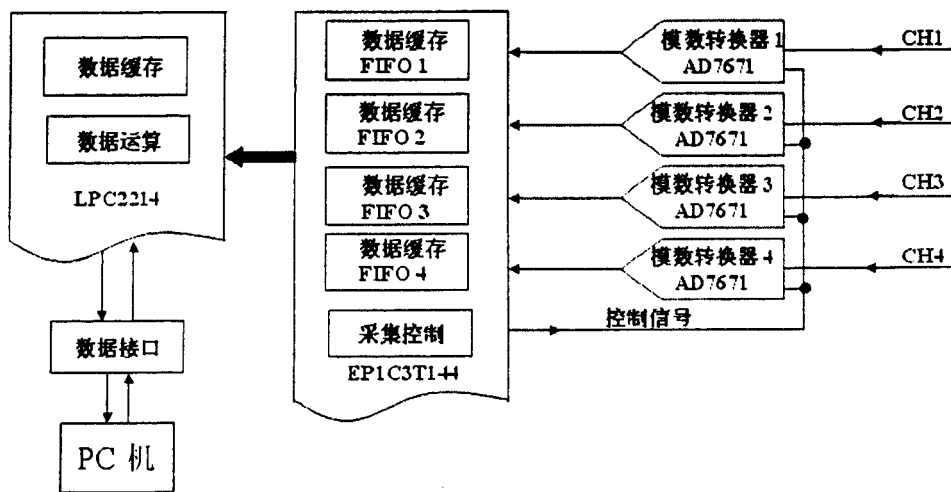 数据缓存
数据运算
LPC2214
数据接口
PC 机
数据缓存
FIFO 1
数据缓存
FIFO 2
数据缓存
FIFO 3
数据缓存
FIFO 4
采集控制
EP1C3T144
模数转换器 1
AD7671
模数转换器 2
AD7671
模数转换器 3
AD7671
模数转换器 4
AD7671
控制信号
CH1
CH2
CH3
CH4